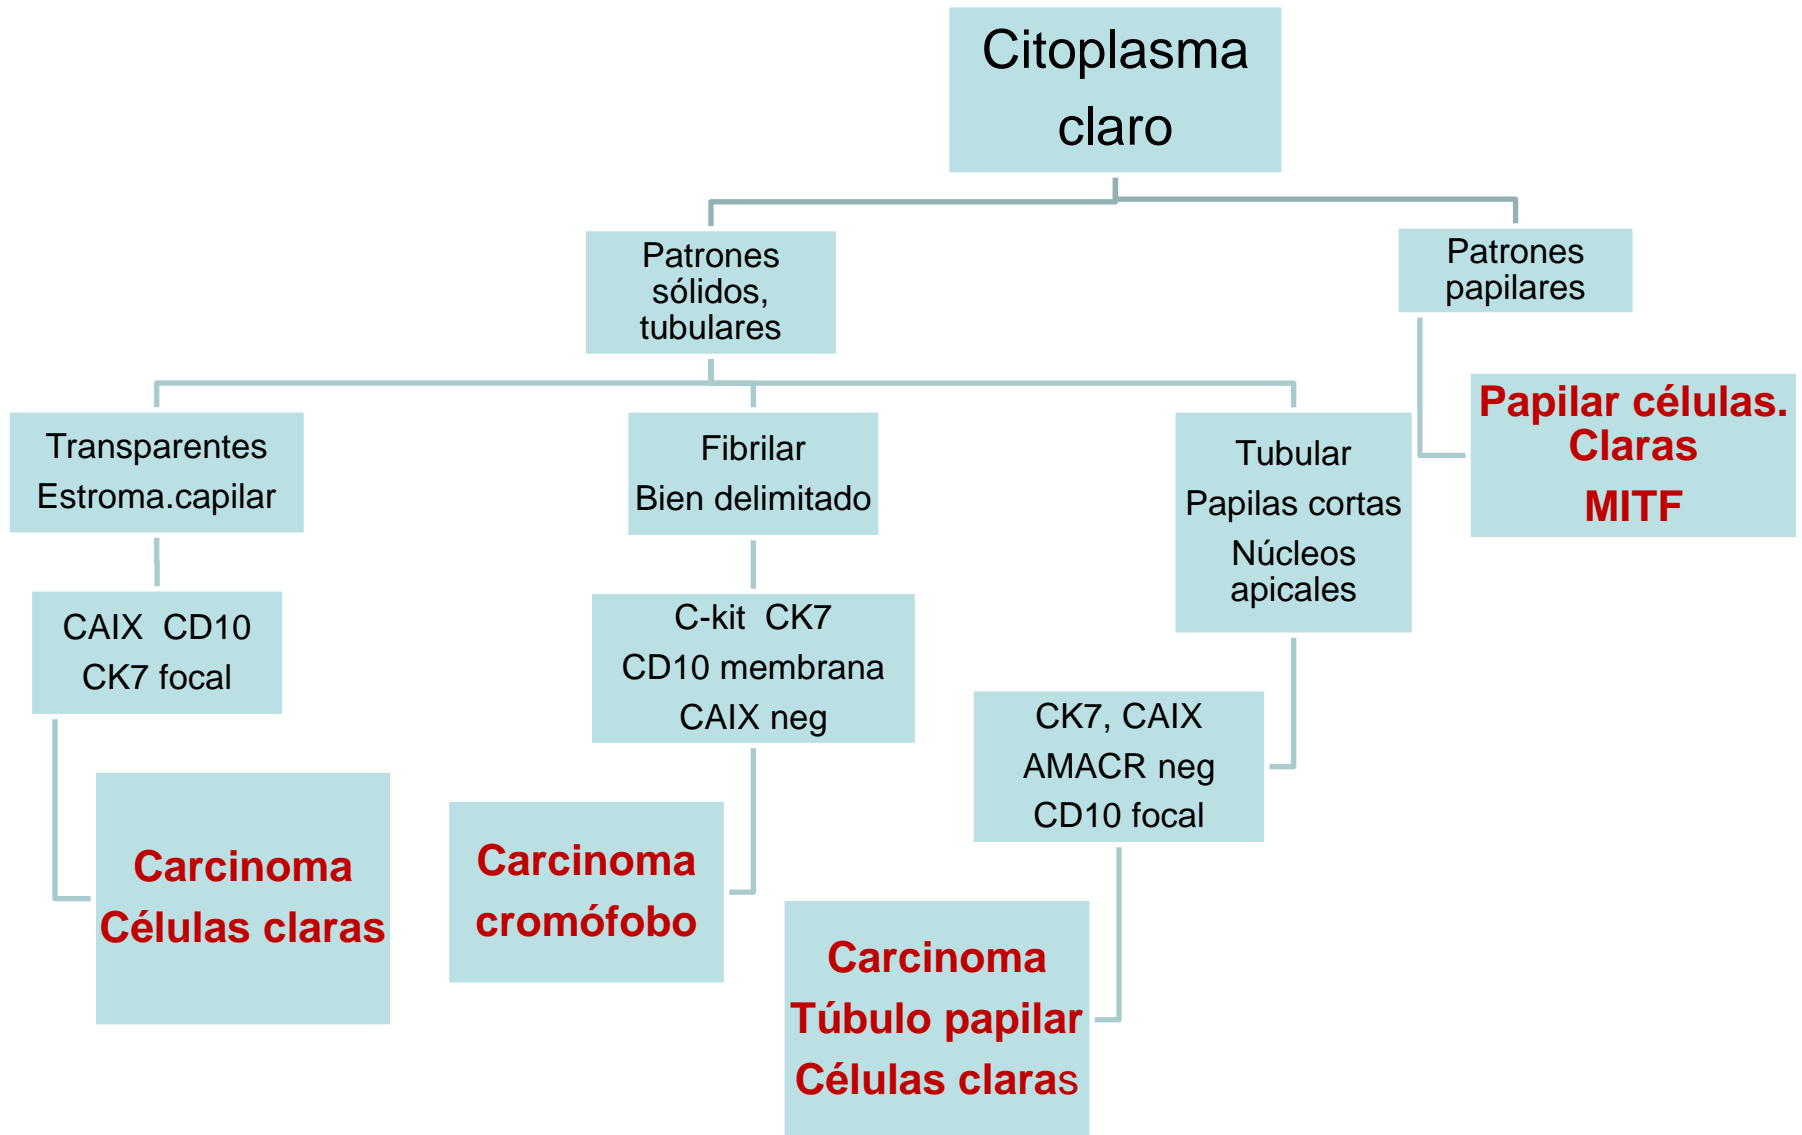 Citoplasma
claro
Patrones
sólidos,
tubulares
Patrones
papilares
Transparentes
Estroma.capilar
Fibrilar
Bien delimitado
Tubular
Papilas cortas
Núcleos
apicales
Papilar células.
Claras
MITF
CAIX  CD10
CK7 focal
C-kit  CK7
CD10 membrana
CAIX neg
CK7, CAIX
AMACR neg
CD10 focal
Carcinoma
Células claras
Carcinoma
cromófobo
Carcinoma
Túbulo papilar
Células claras